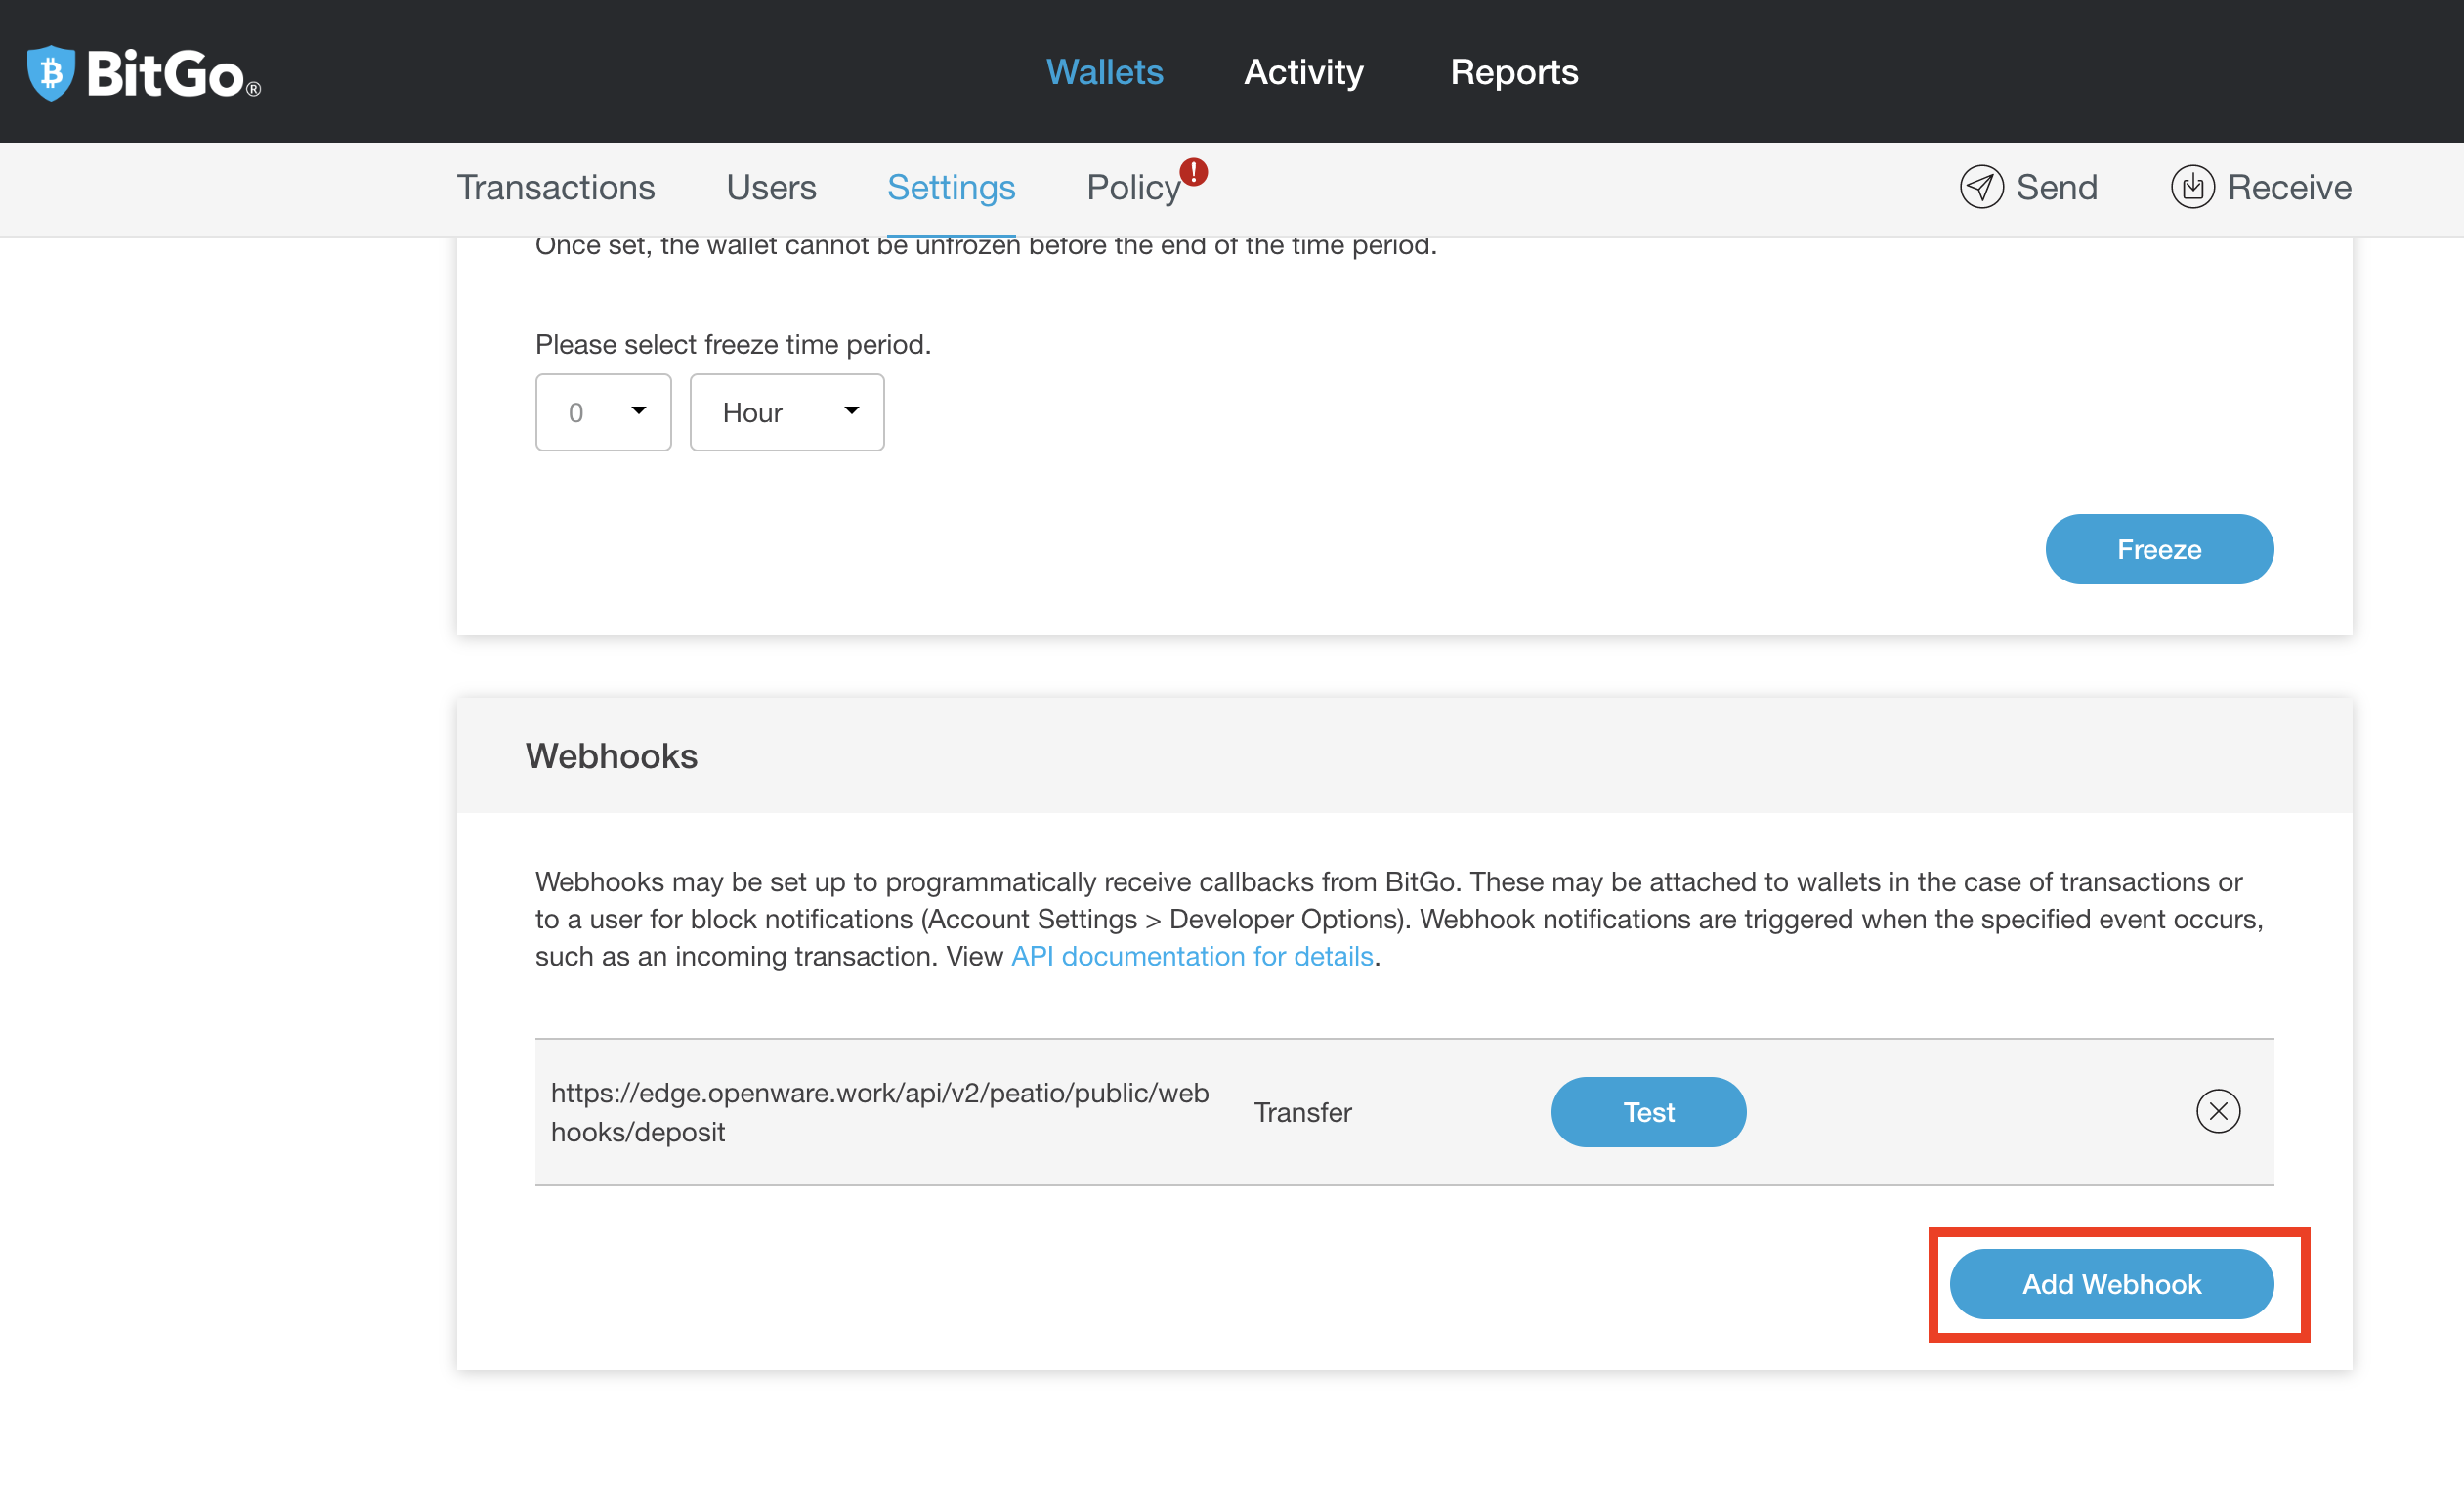 BitGo®
Wallets Activity Reports
Transactions Users Settings Policy ! Send Receive
Once set, the wallet cannot be unfrozen before the end of the time period.
Please select freeze time period.
0 Hour
Freeze
Webhooks
Webhooks may be set up to programmatically receive callbacks from BitGo. These may be attached to wallets in the case of transactions or
to a user for block notifications (Account Settings > Developer Options). Webhook notifications are triggered when the specified event occurs,
such as an incoming transaction. View API documentation for details.
https://edge.openware.work/api/v2/peatio/public/web
hooks/deposit
Transfer Test
Add Webhook